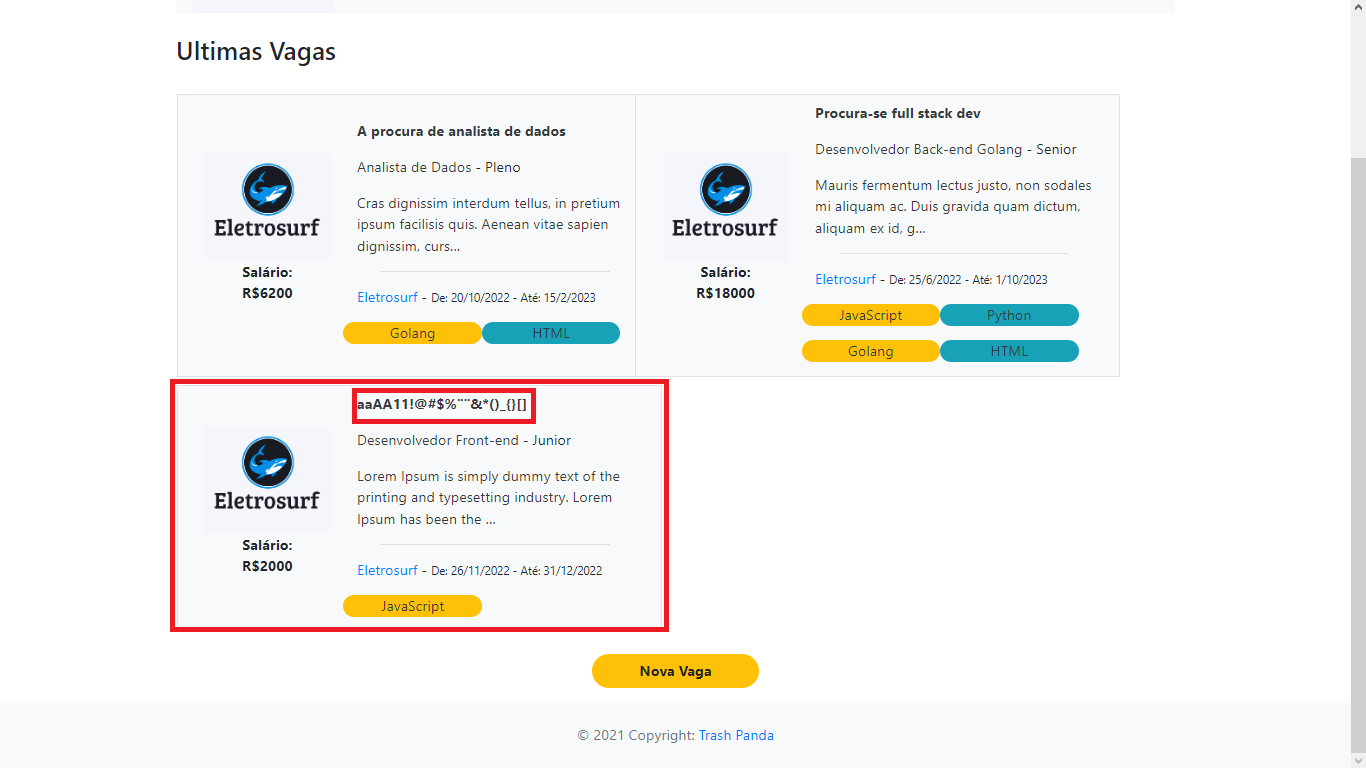 Ultimas Vagas
A procura de analista de dados
Analista de Dados - Pleno
Cras dignissim interdum tellus, in pretium
ipsum facilisis quis. Aenean vitae sapien
dignissim, curs...
Eletrosurf
Salário:
R$6200
Eletrosurf - De: 20/10/2022 - Até: 15/2/2023
Golang HTML
Procura-se full stack dev
Desenvolvedor Back-end Golang - Senior
Mauris fermentum lectus justo, non sodales
mi aliquam ac. Duis gravida quam dictum,
aliquam ex id, g...
Eletrosurf
Salário:
R$18000
Eletrosurf - De: 25/6/2022 - Até: 1/10/2023
JavaScript Python
Golang HTML
aaAA11!@#$%¨¨&*()_{}[]
Desenvolvedor Front-end - Junior
Lorem Ipsum is simply dummy text of the
printing and typesetting industry. Lorem
Ipsum has been the ...
Eletrosurf
Salário:
R$2000
Eletrosurf - De: 26/11/2022 - Até: 31/12/2022
JavaScript
Nova Vaga
© 2021 Copyright: Trash Panda